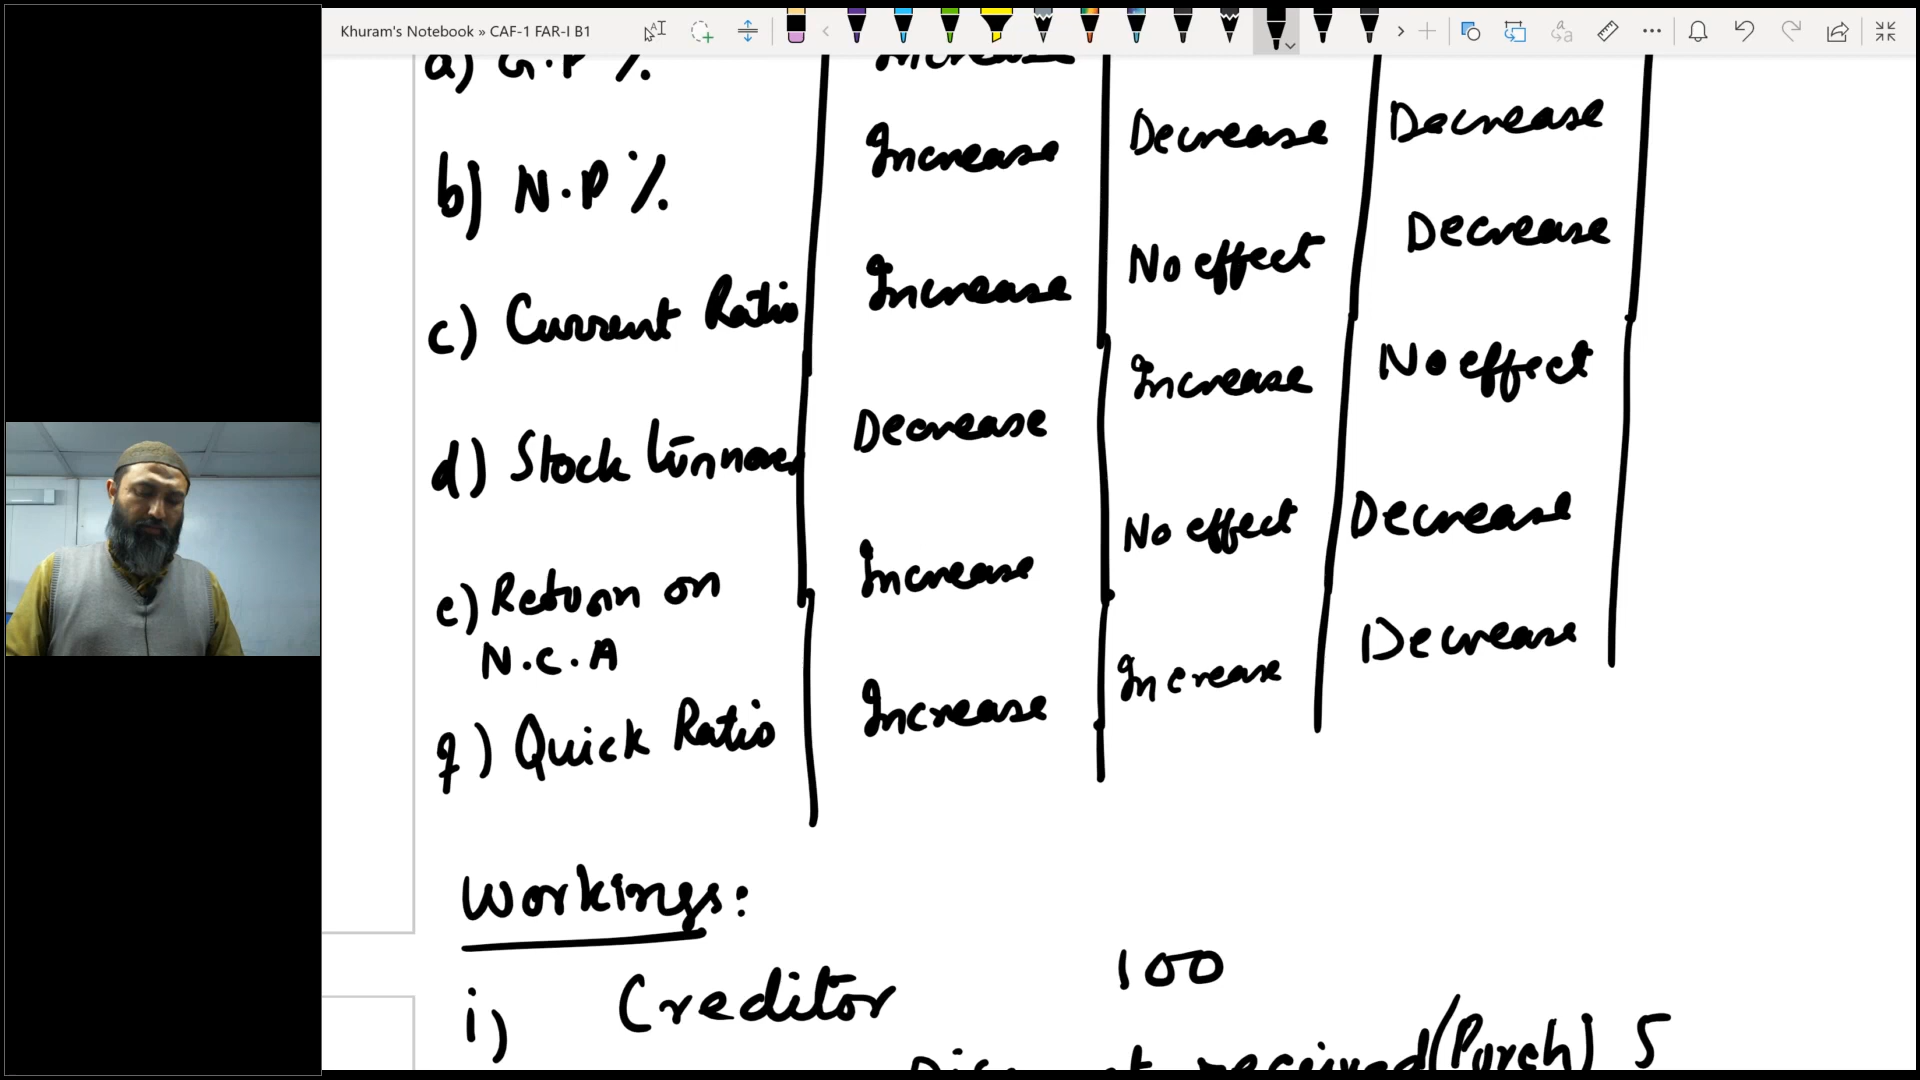 Khuram's Notebook » CAF-1 FAR-I B1
a) G.P % Increase
Decrease Decrease
b) N.P % Increase
No effect Decrease
c) Current Ratio Increase
Increase No effect
d) Stock turnover Decrease
No effect Decrease
e) Return on Increase
N.C.A
Increase Decrease
f) Quick Ratio Increase
Workings:
i) Creditor 100
Discount received (Purch) 5